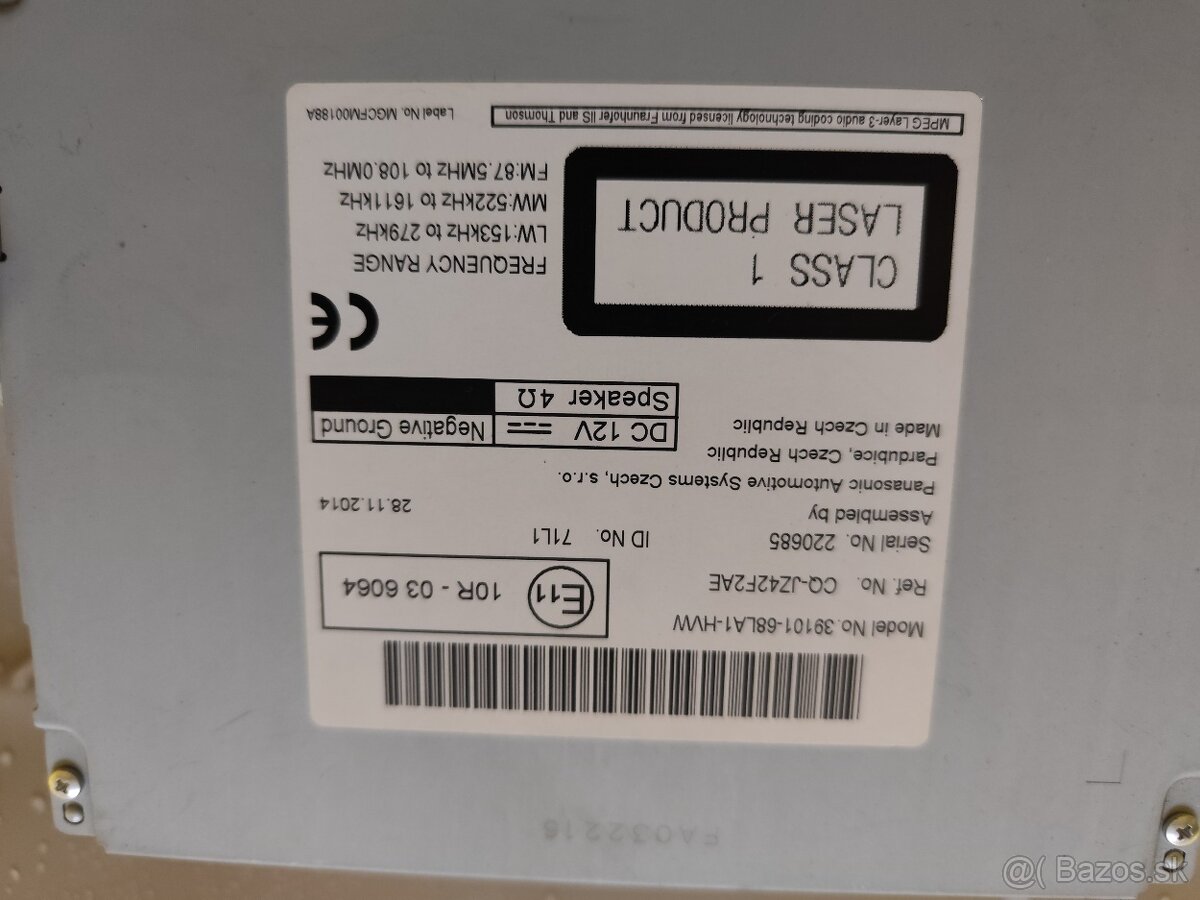 Model No.39101-68LA1-HVW
Ref. No. CQ-JZ42F2AE
E11 10R - 03 6064
Serial No. 220685 ID No. 71L1
Assembled by 28.11.2014
Panasonic Automotive Systems Czech, s.r.o.
Pardubice, Czech Republic
Made in Czech Republic
DC 12V Negative Ground
Speaker 4Ω
CE
CLASS 1
LASER PRODUCT
FREQUENCY RANGE
LW:153kHz to 279kHz
MW:522kHz to 1611kHz
FM:87.5MHz to 108.0MHz
MPEG Layer-3 audio coding technology licensed from Fraunhofer IIS and Thomson
Label No. MGCFM00188A
FA032216
@( Bazos.sk